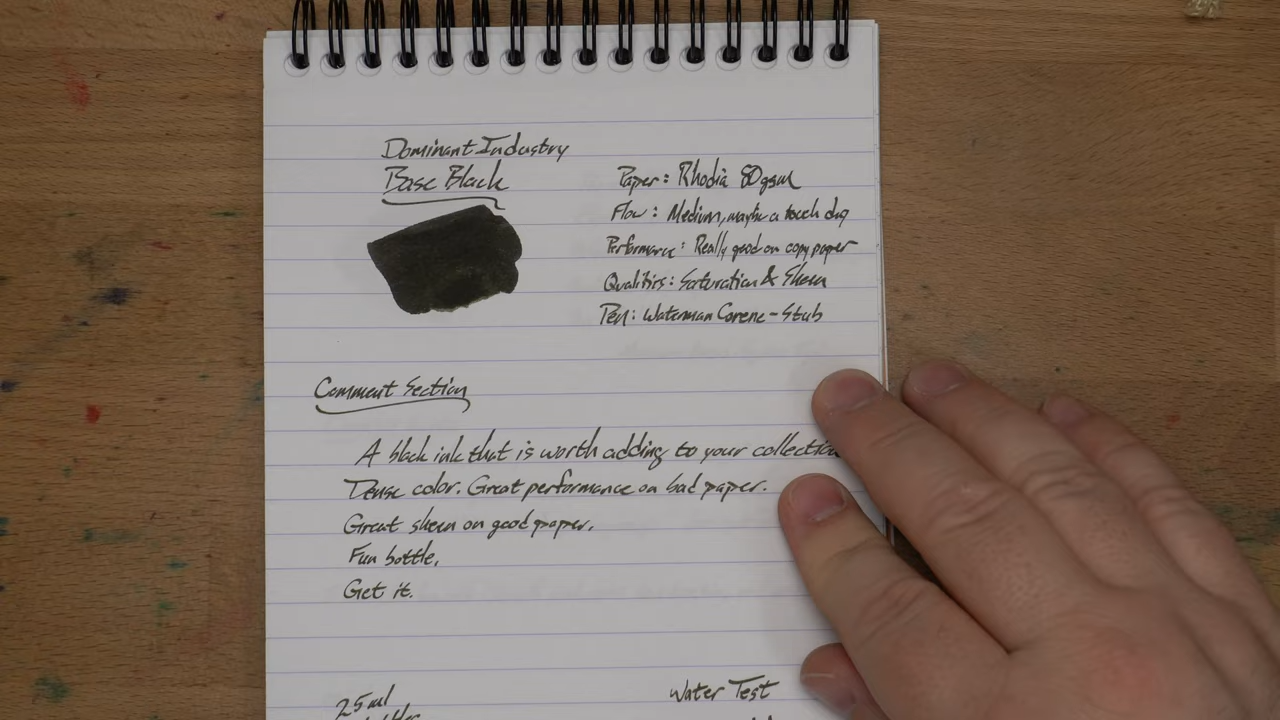 Dominant Industry
Base Black
Paper: Rhodia 80gsm
Flow: Medium, maybe a touch dry
Performance: Really good on copy paper
Qualities: Saturation & Sheen
Pen: Waterman Carene - Stub
Comment Section
A black ink that is worth adding to your collection
Dense color. Great performance on bad paper.
Great sheen on good paper.
Fun bottle.
Get it.
25ml
Water Test